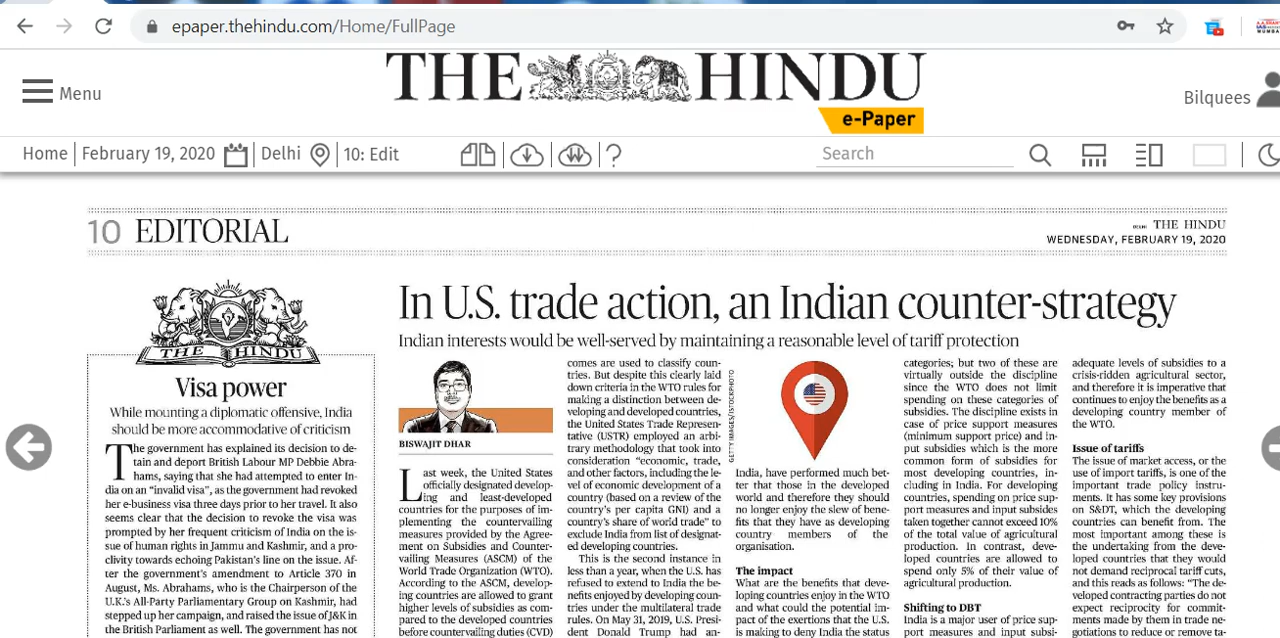 epaper.thehindu.com/Home/FullPage
Menu
THE HINDU
e-Paper
Bilquees
Home
February 19, 2020
Delhi
10: Edit
?
Search
10 EDITORIAL
THE HINDU
WEDNESDAY, FEBRUARY 19, 2020
THE HINDU
Visa power
While mounting a diplomatic offensive, India
should be more accommodative of criticism
The government has explained its decision to de-
tain and deport British Labour MP Debbie Abra-
hams, saying that she had attempted to enter In-
dia on an “invalid visa”, as the government had revoked
her e-business visa three days prior to her travel. It also
seems clear that the decision to revoke the visa was
prompted by her frequent criticism of India on the is-
sue of human rights in Jammu and Kashmir, and a pro-
clivity towards echoing Pakistan’s line on the issue. Af-
ter the government’s amendment to Article 370 in
August, Ms. Abrahams, who is the Chairperson of the
U.K.’s All-Party Parliamentary Group on Kashmir, had
stepped up her campaign, and raised the issue of J&K in
the British Parliament as well. The government has not
In U.S. trade action, an Indian counter-strategy
Indian interests would be well-served by maintaining a reasonable level of tariff protection
BISWAJIT DHAR
Last week, the United States
officially designated develop-
ing and least-developed
countries for the purposes of im-
plementing the countervailing
measures provided by the Agree-
ment on Subsidies and Counter-
vailing Measures (ASCM) of the
World Trade Organization (WTO).
According to the ASCM, develop-
ing countries are allowed to grant
higher levels of subsidies as com-
pared to the developed countries
before countervailing duties (CVD)
comes are used to classify coun-
tries. But despite this clearly laid
down criteria in the WTO rules for
making a distinction between de-
veloping and developed countries,
the United States Trade Represen-
tative (USTR) employed an arbi-
trary methodology that took into
consideration “economic, trade,
and other factors, including the le-
vel of economic development of a
country (based on a review of the
country’s per capita GNI) and a
country’s share of world trade” to
exclude India from list of designat-
ed developing countries.
This is the second instance in
less than a year, when the U.S. has
refused to extend to India the be-
nefits enjoyed by developing coun-
tries under the multilateral trade
rules. On May 31, 2019, U.S. Presi-
dent Donald Trump had an-
GETTY IMAGES/ISTOCKPHOTO
India, have performed much bet-
ter that those in the developed
world and therefore they should
no longer enjoy the slew of bene-
fits that they have as developing
country members of the
organisation.
The impact
What are the benefits that deve-
loping countries enjoy in the WTO
and what could the potential im-
pact of the exertions that the U.S.
is making to deny India the status
categories; but two of these are
virtually outside the discipline
since the WTO does not limit
spending on these categories of
subsidies. The discipline exists in
case of price support measures
(minimum support price) and in-
put subsidies which is the more
common form of subsidies for
most developing countries, in-
cluding in India. For developing
countries, spending on price sup-
port measures and input subsides
taken together cannot exceed 10%
of the total value of agricultural
production. In contrast, deve-
loped countries are allowed to
spend only 5% of their value of
agricultural production.
Shifting to DBT
India is a major user of price sup-
port measures and input subsi-
adequate levels of subsidies to a
crisis-ridden agricultural sector,
and therefore it is imperative that
continues to enjoy the benefits as a
developing country member of
the WTO.
Issue of tariffs
The issue of market access, or the
use of import tariffs, is one of the
important trade policy instru-
ments. It has some key provisions
on S&DT, which the developing
countries can benefit from. The
most important among these is
the undertaking from the deve-
loped countries that they would
not demand reciprocal tariff cuts,
and this reads as follows: “The de-
veloped contracting parties do not
expect reciprocity for commit-
ments made by them in trade ne-
gotiations to reduce or remove ta-